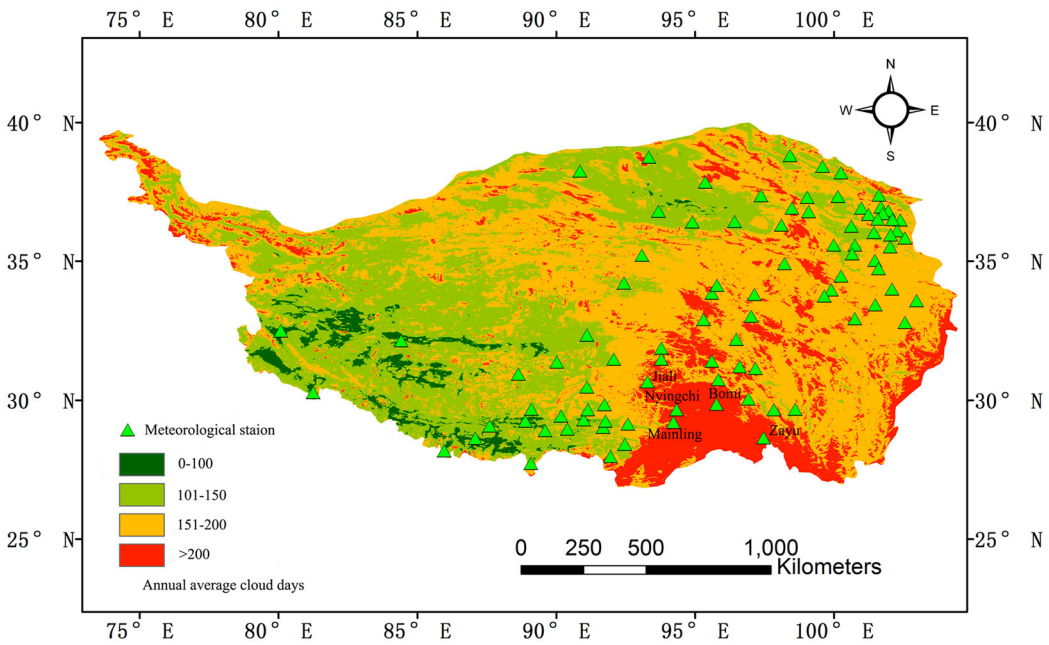 75° E 80° E 85° E 90° E 95° E 100° E
N
W E
S
40° N 40° N
35° N 35° N
30° N 30° N
25° N 25° N
Jiali
Nyingchi Bomi
Mainling Zayu
Meteorological staion
0-100
101-150
151-200
>200
Annual average cloud days
0 250 500 1,000
Kilometers
75° E 80° E 85° E 90° E 95° E 100° E